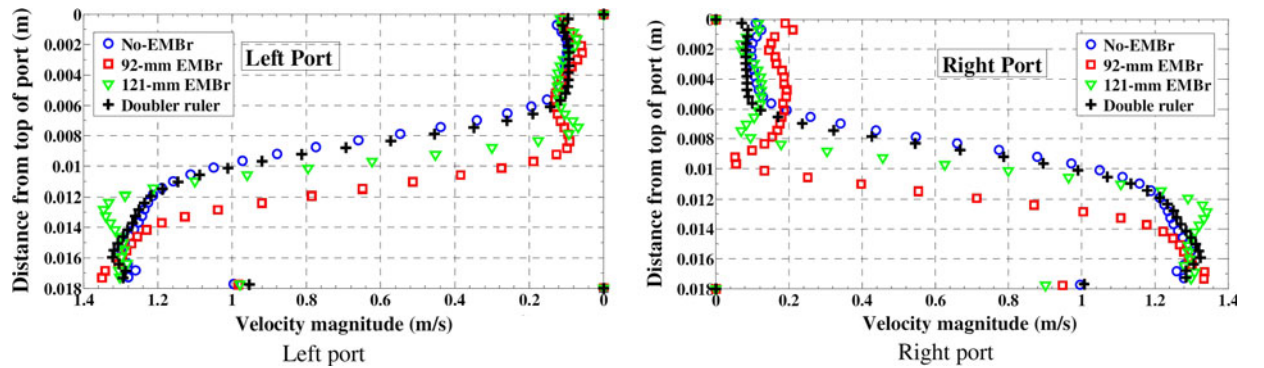 Distance from top of port (m)
0
0.002
0.004
0.006
0.008
0.01
0.012
0.014
0.016
0.018
No-EMBr
92-mm EMBr
121-mm EMBr
Doubler ruler
Left Port
1.4
1.2
1
0.8
0.6
0.4
0.2
0
Velocity magnitude (m/s)
Left port
Distance from top of port (m)
0
0.002
0.004
0.006
0.008
0.01
0.012
0.014
0.016
0.018
Right Port
No-EMBr
92-mm EMBr
121-mm EMBr
Double ruler
0
0.2
0.4
0.6
0.8
1
1.2
1.4
Velocity magnitude (m/s)
Right port